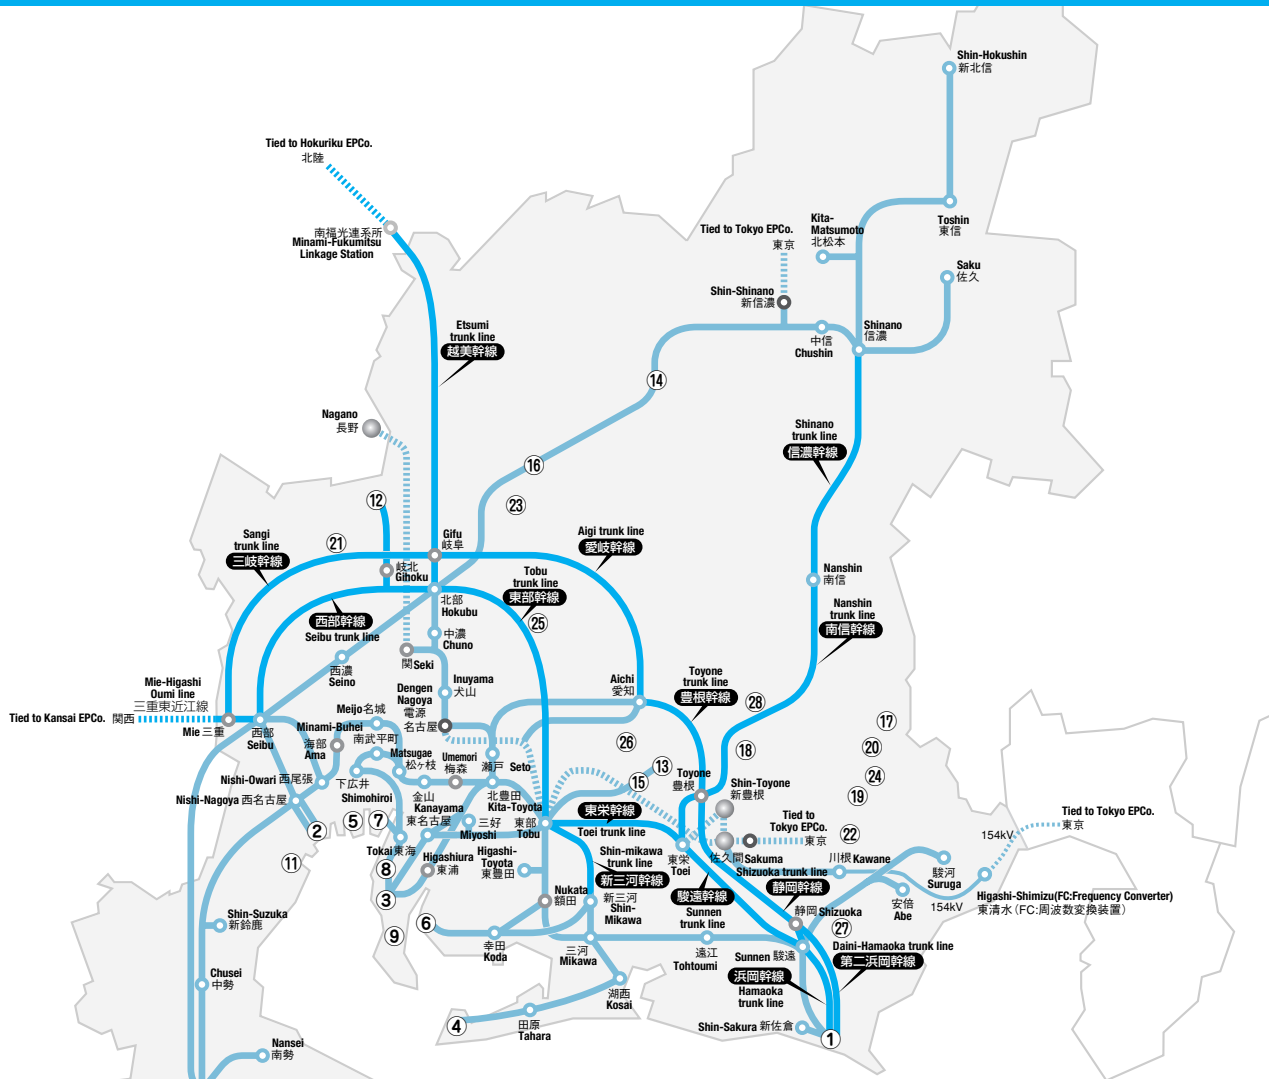 Shin-Hokushin
新北信
Tied to Hokuriku EPCo.
北陸
南福光連系所
Minami-Fukumitsu
Linkage Station
Kita-
Matsumoto
北松本
Toshin
東信
Tied to Tokyo EPCo.
東京
Saku
佐久
Shin-Shinano
新信濃
Shinano
信濃
中信
Chushin
Etsumi
trunk line
越美幹線
⑭
Nagano
長野
Shinano
trunk line
信濃幹線
⑯
⑫
㉓
Sangi
trunk line
三岐幹線
㉑
Gifu
岐阜
Aigi trunk line
愛岐幹線
岐北
Gihoku
Tobu
trunk line
東部幹線
Nanshin
南信
北部
Hokubu
西部幹線
Seibu trunk line
㉕
Nanshin
trunk line
南信幹線
中濃
Chuno
関 Seki
西濃
Seino
Mie-Higashi
Oumi line
三重東近江線
Tied to Kansai EPCo. 関西
Mie 三重
西部
Seibu
Inuyama
犬山
Dengen
Nagoya
電源
名古屋
Aichi
愛知
Toyone
trunk line
豊根幹線
㉘
⑰
Meijo 名城
Minami-Buhei
南武平町
海部
Ama
Matsugae
松ヶ枝
Umemori
梅森
瀬戸 Seto
㉖
⑱
⑳
⑬
Nishi-Owari 西尾張
下広井
Shimohiroi
金山
Kanayama
北豊田
Kita-Toyota
⑮
Toyone
豊根
Shin-Toyone
新豊根
㉔
⑲
Nishi-Nagoya 西名古屋
②
⑤
⑦
東名古屋
三好
Miyoshi
東部
Tobu
東栄幹線
Toei trunk line
Tied to
Tokyo EPCo.
東京
㉒
154kV
Tied to Tokyo EPCo.
東京
Tokai 東海
⑪
⑧
Higashiura
東浦
Higashi-
Toyota
東豊田
Shin-mikawa
trunk line
新三河幹線
東栄
Toei
佐久間 Sakuma
Shizuoka trunk line
静岡幹線
川根 Kawane
駿河
Suruga
安倍
Abe
154kV
Higashi-Shimizu(FC:Frequency Converter)
東清水（FC:周波数変換装置）
③
Nukata
額田
新三河
Shin-
Mikawa
駿遠幹線
Sunnen
trunk line
静岡 Shizuoka
㉗
Shin-Suzuka
新鈴鹿
⑥
⑨
幸田
Koda
三河
Mikawa
遠江
Tohtoumi
Sunnen 駿遠
Daini-Hamaoka trunk line
第二浜岡幹線
浜岡幹線
Hamaoka
trunk line
Chusei
中勢
湖西
Kosai
④
田原
Tahara
Shin-Sakura 新佐倉
①
Nansei
南勢